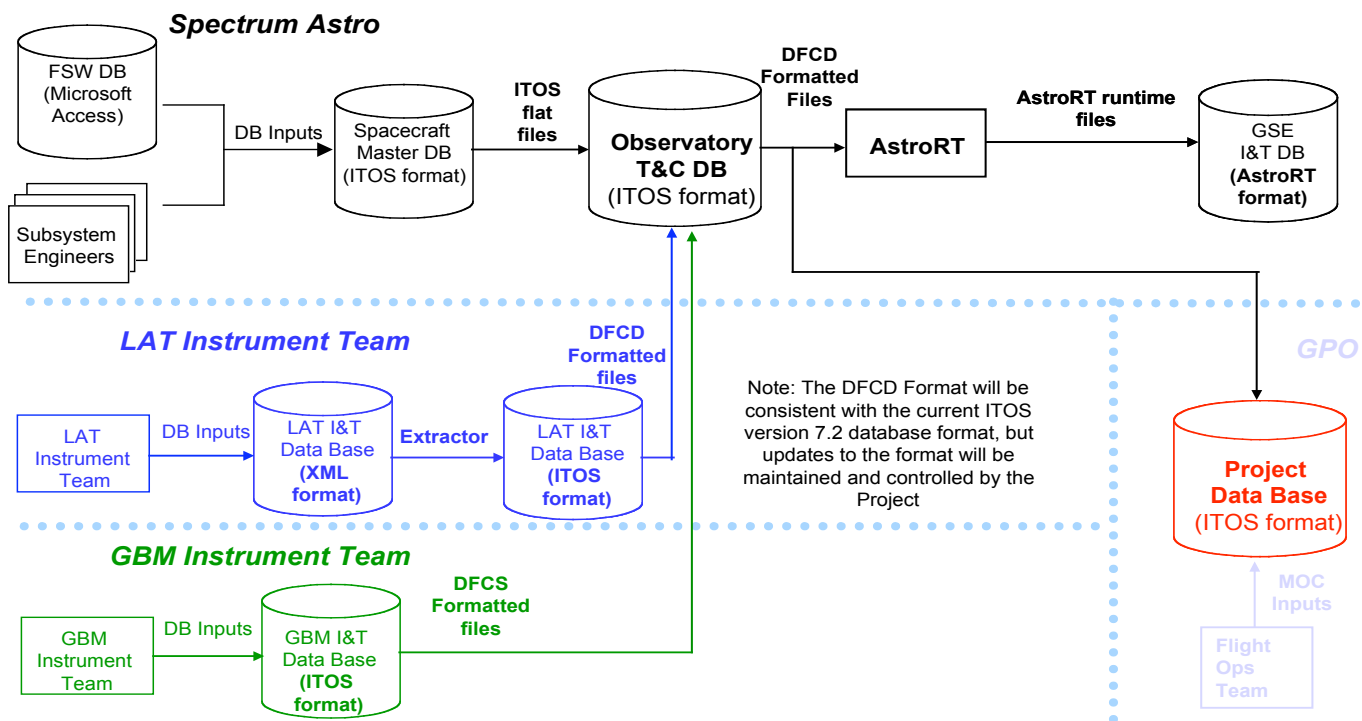 Spectrum Astro
FSW DB
(Microsoft
Access)
Subsystem
Engineers
DB Inputs
Spacecraft
Master DB
(ITOS format)
ITOS
flat
files
Observatory
T&C DB
(ITOS format)
DFCD
Formatted
Files
AstroRT
AstroRT runtime
files
GSE
I&T DB
(AstroRT
format)
LAT Instrument Team
LAT
Instrument
Team
DB Inputs
LAT I&T
Data Base
(XML
format)
Extractor
LAT I&T
Data Base
(ITOS
format)
DFCD
Formatted
files
Note: The DFCD Format will be
consistent with the current ITOS
version 7.2 database format, but
updates to the format will be
maintained and controlled by the
Project
GPO
Project
Data Base
(ITOS format)
MOC
Inputs
Flight
Ops
Team
GBM Instrument Team
GBM
Instrument
Team
DB Inputs
GBM I&T
Data Base
(ITOS
format)
DFCS
Formatted
files